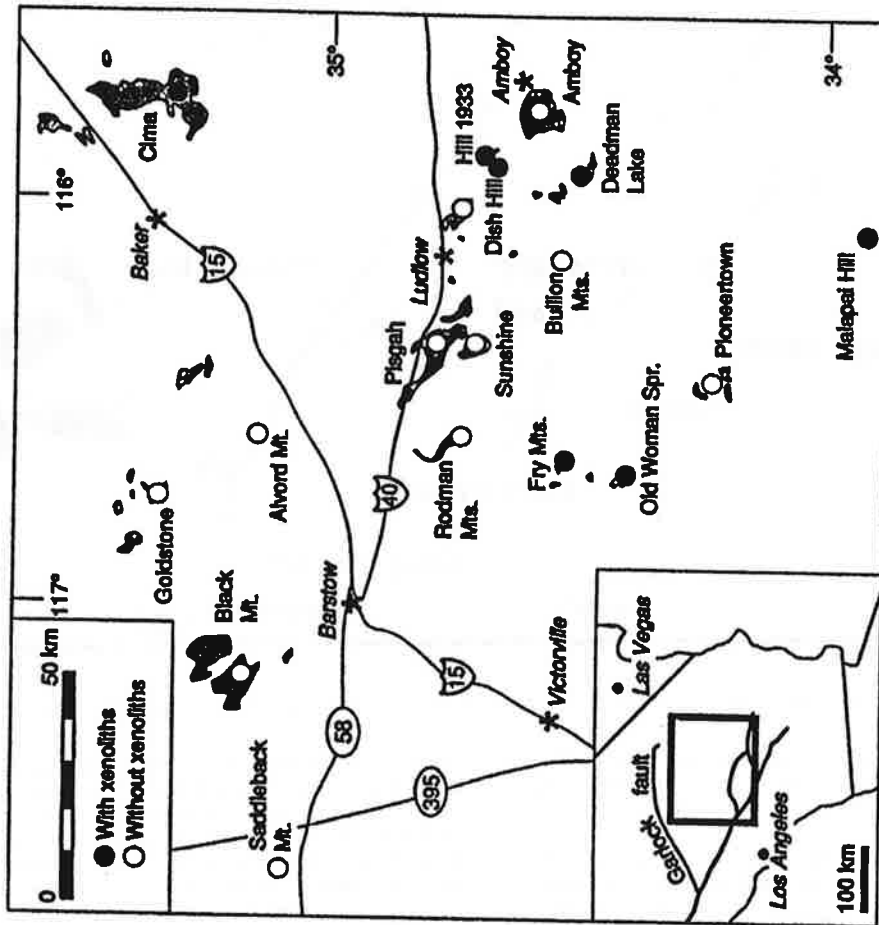 0 50 km
With xenoliths
Without xenoliths
117°
116°
35°
34°
Goldstone
Black
Mt.
Saddleback
Mt.
Alvord Mt.
Baker
15
Cima
Barstow
58
395
40
15
Victorville
Pisgah
Sunshine
Rodman
Mts.
Ludlow
Dish Hill
Hill 1933
Amboy
Amboy
Deadman
Lake
Bullion
Mts.
Fry Mts.
Old Woman Spr.
Pioneertown
Malapai Hill
Garlock fault
Las Vegas
Los Angeles
100 km